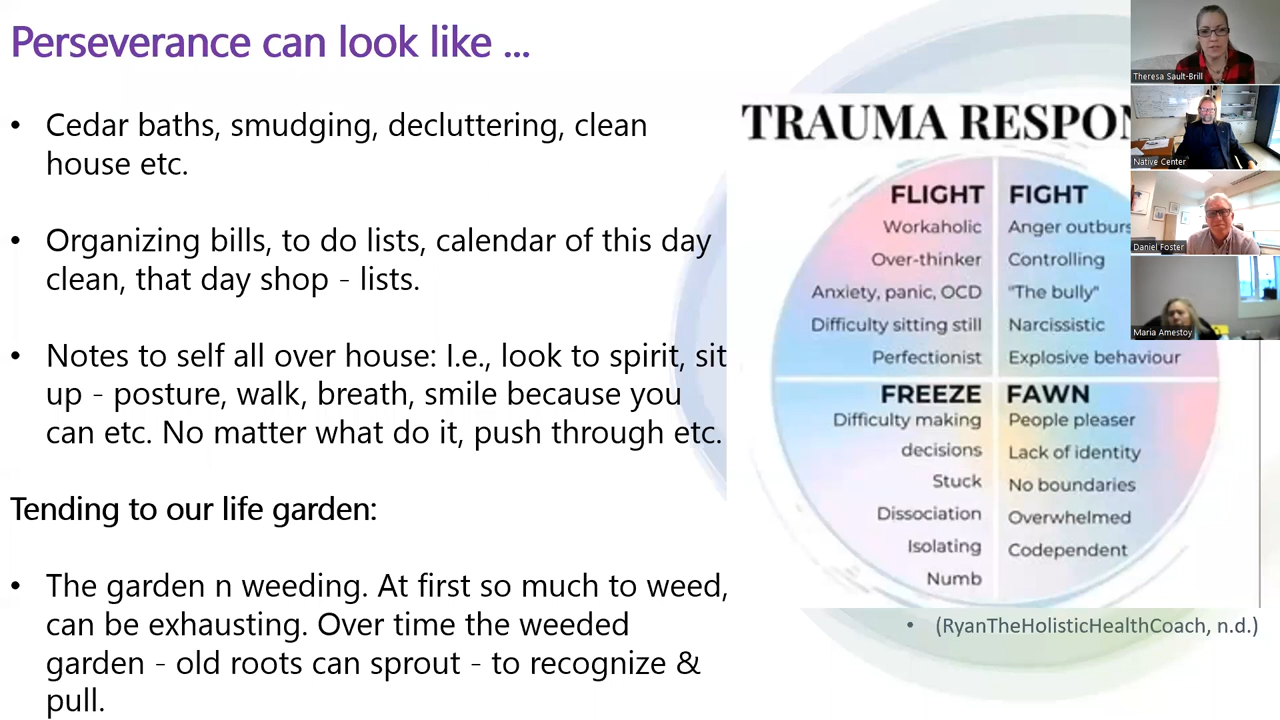 Perseverance can look like ...
• Cedar baths, smudging, decluttering, clean
house etc.
• Organizing bills, to do lists, calendar of this day
clean, that day shop - lists.
• Notes to self all over house: I.e., look to spirit, sit
up - posture, walk, breath, smile because you
can etc. No matter what do it, push through etc.
Tending to our life garden:
• The garden n weeding. At first so much to weed,
can be exhausting. Over time the weeded
garden - old roots can sprout - to recognize &
pull.
TRAUMA RESPON
FLIGHT
Workaholic
Over-thinker
Anxiety, panic, OCD
Difficulty sitting still
Perfectionist
FIGHT
Anger outburs
Controlling
"The bully"
Narcissistic
Explosive behaviour
FREEZE
Difficulty making
decisions
Stuck
Dissociation
Isolating
Numb
FAWN
People pleaser
Lack of identity
No boundaries
Overwhelmed
Codependent
• (RyanTheHolisticHealthCoach, n.d.)
Theresa Sault-Brill
Native Center
Daniel Foster
Maria Amestoy